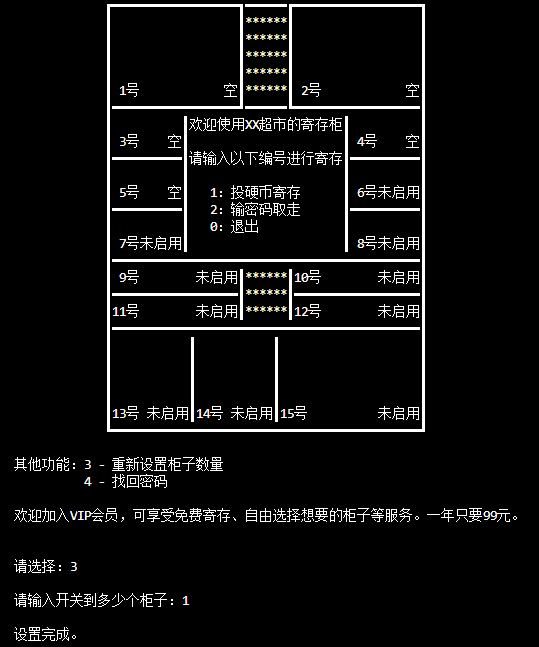 ******
******
******
******
******
1号 空 2号 空
欢迎使用XX超市的寄存柜
3号 空 4号 空
请输入以下编号进行寄存
5号 空 1: 投硬币寄存 6号未启用
2: 输密码取走
0: 退出
7号未启用 8号未启用
9号 未启用 ****** 10号 未启用
******
11号 未启用 ****** 12号 未启用
13号 未启用 14号 未启用 15号 未启用
其他功能: 3 - 重新设置柜子数量
4 - 找回密码
欢迎加入VIP会员，可享受免费寄存、自由选择想要的柜子等服务。一年只要99元。
请选择: 3
请输入开关到多少个柜子: 1
设置完成。